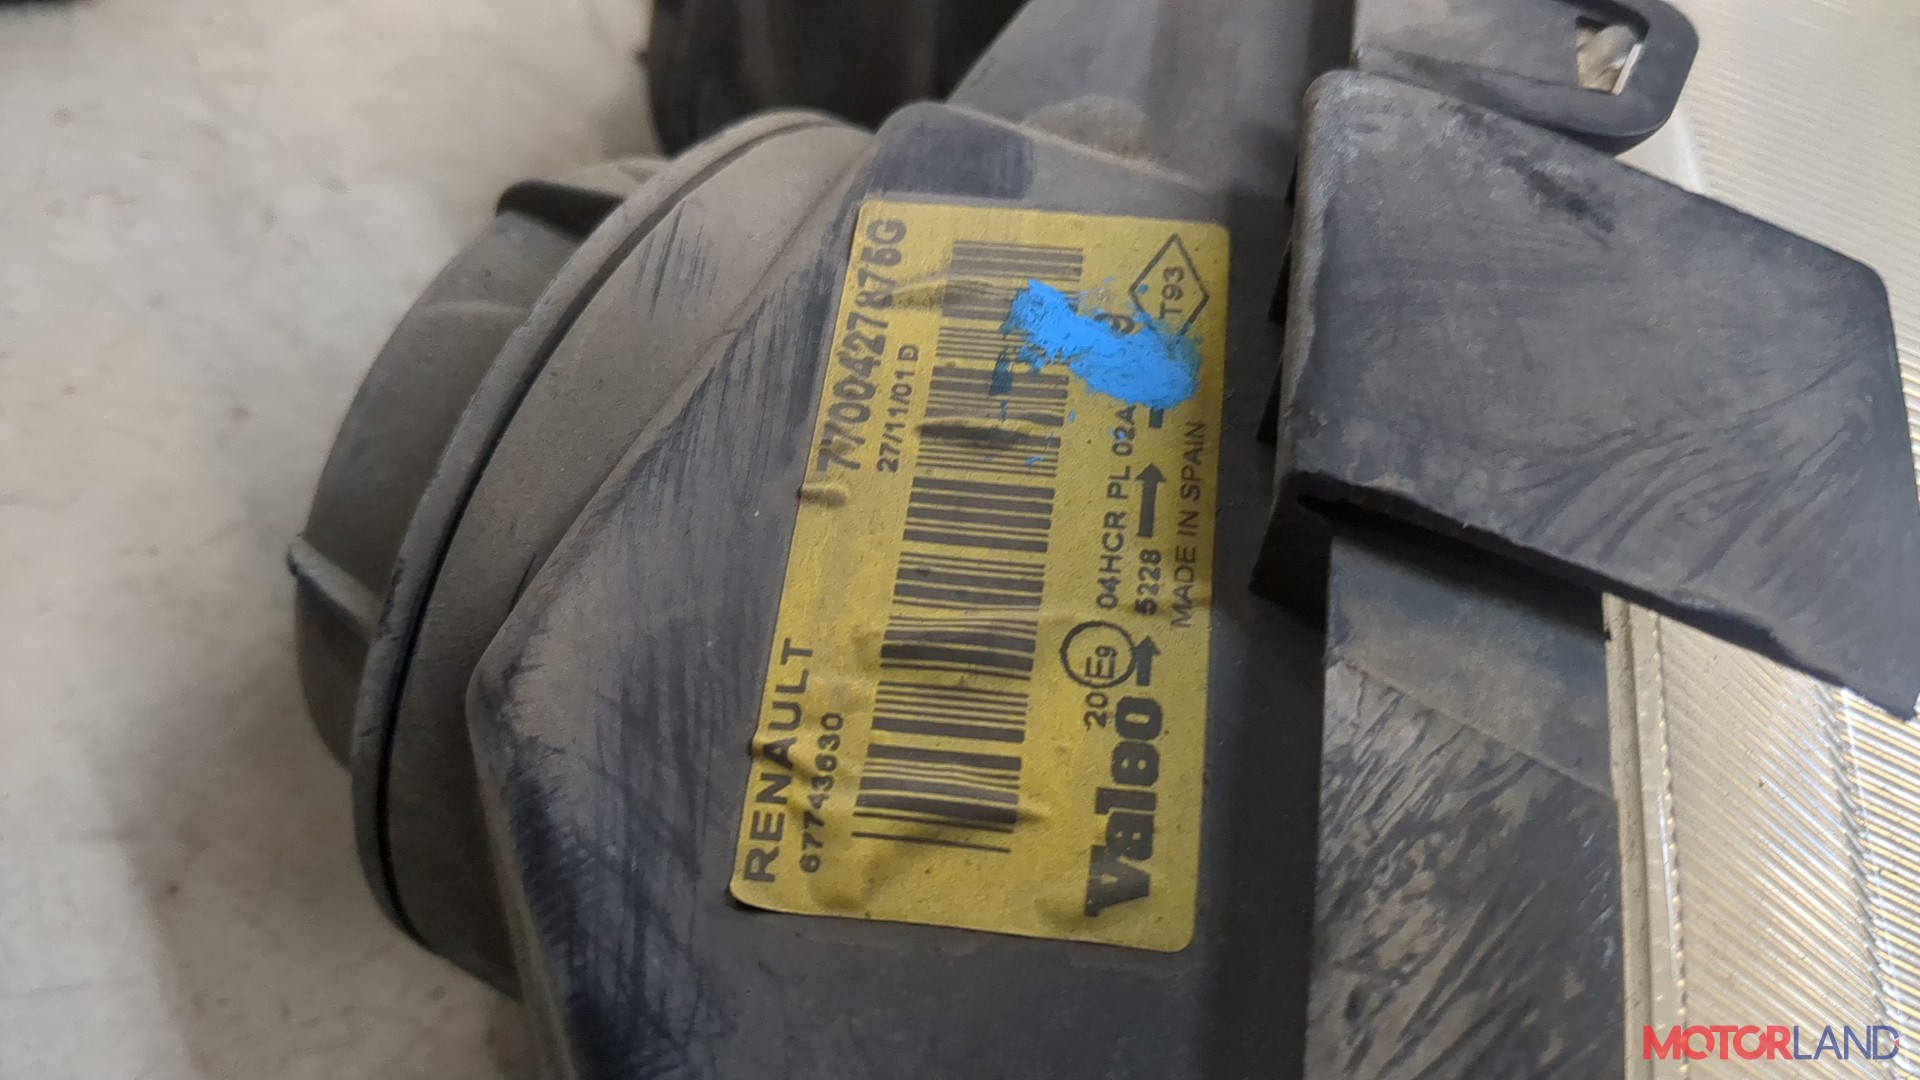 RENAULT 7700427875G
67743630 27/11/01 D
20 E9 04HCR PL 02A
Valeo 5228
MADE IN SPAIN
T93
MOTORLAND